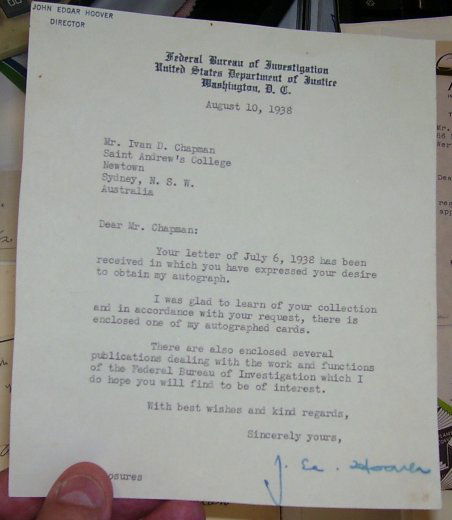 JOHN EDGAR HOOVER
DIRECTOR
Federal Bureau of Investigation
United States Department of Justice
Washington, D. C.
August 10, 1938
Mr. Ivan D. Chapman
Saint Andrew's College
Newtown
Sydney, N. S. W.
Australia
Dear Mr. Chapman:
Your letter of July 6, 1938 has been
received in which you have expressed your desire
to obtain my autograph.
I was glad to learn of your collection
and in accordance with your request, there is
enclosed one of my autographed cards.
There are also enclosed several
publications dealing with the work and functions
of the Federal Bureau of Investigation which I
do hope you will find to be of interest.
With best wishes and kind regards,
Sincerely yours,
J. E. Hoover
osures